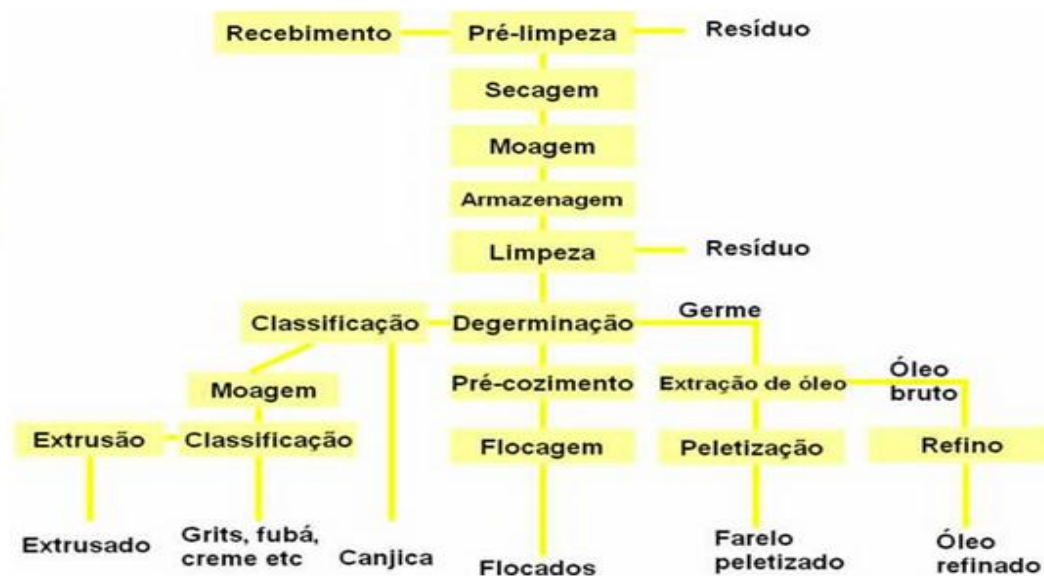 Recebimento
Pré-limpeza
Resíduo
Secagem
Moagem
Armazenagem
Limpeza
Resíduo
Classificação
Degerminação
Germe
Moagem
Pré-cozimento
Extração de óleo
Óleo
bruto
Extrusão
Classificação
Flocagem
Peletização
Refino
Extrusado
Grits, fubá,
creme etc
Canjica
Flocados
Farelo
peletizado
Óleo
refinado